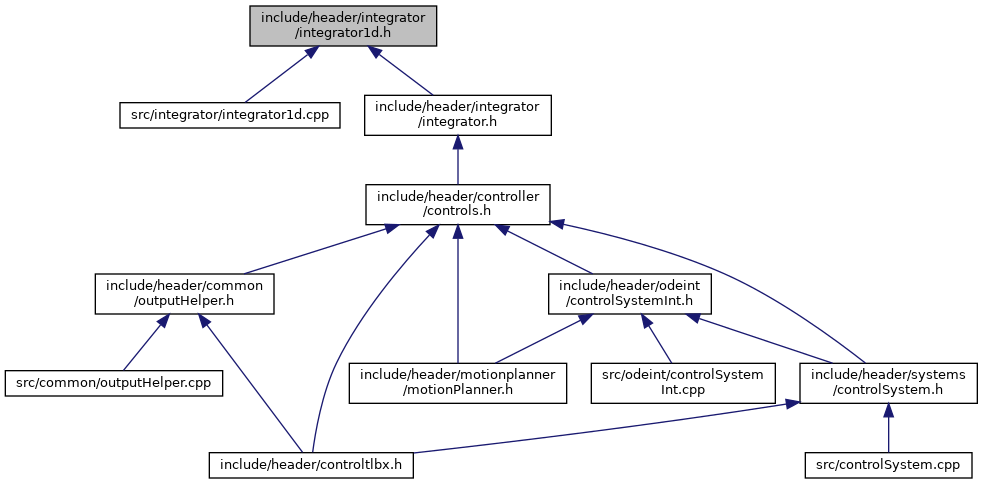 include/header/integrator
/integrator1d.h
src/integrator/integrator1d.cpp
include/header/integrator
/integrator.h
include/header/controller
/controls.h
include/header/common
/outputHelper.h
include/header/odeint
/controlSystemInt.h
src/common/outputHelper.cpp
include/header/motionplanner
/motionPlanner.h
src/odeint/controlSystem
Int.cpp
include/header/systems
/controlSystem.h
include/header/controltlbx.h
src/controlSystem.cpp